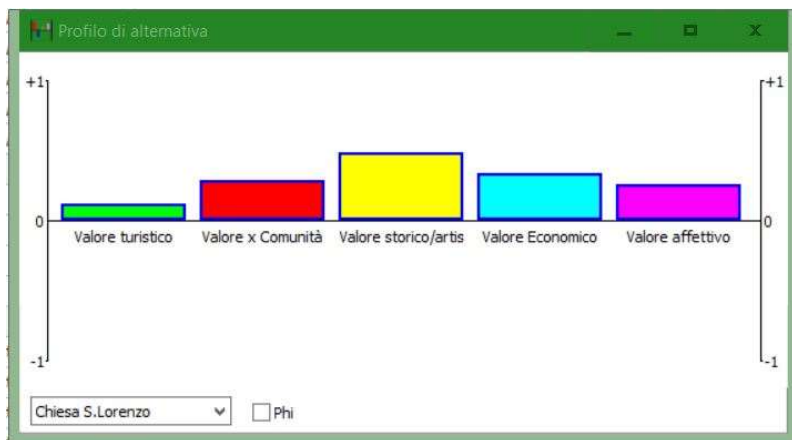 Profilo di alternativa
+1 +1
0 0
Valore turistico Valore x Comunità Valore storico/artis Valore Economico Valore affettivo
-1 -1
Chiesa S.Lorenzo Phi